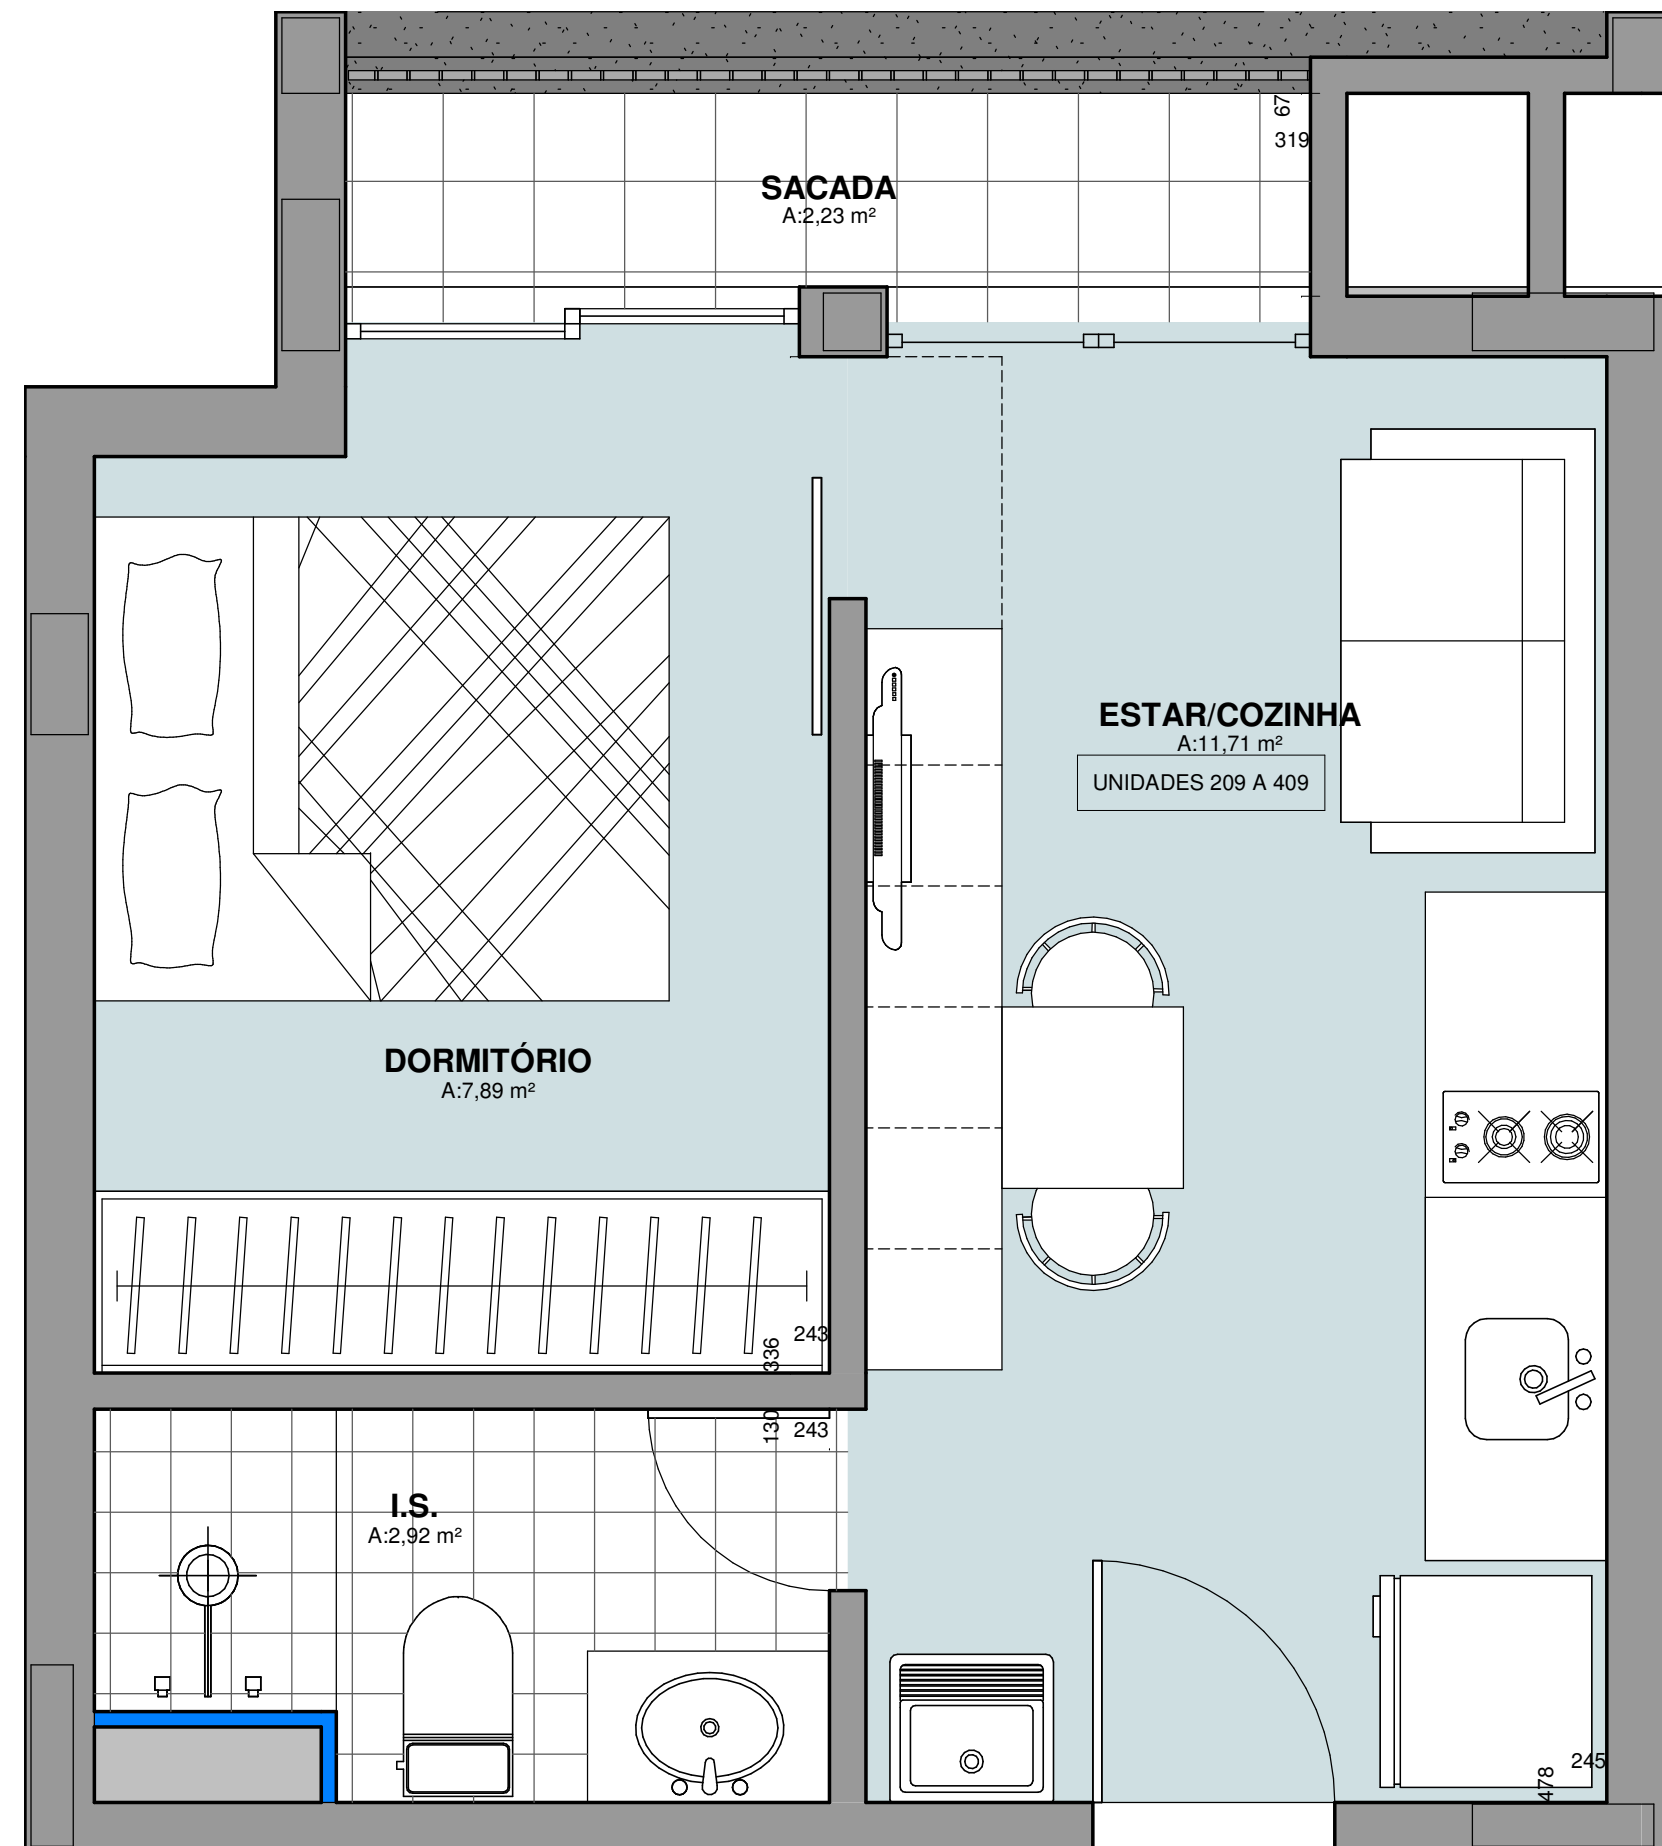 67
319
SACADA
A:2,23 m²
ESTAR/COZINHA
A:11,71 m²
UNIDADES 209 A 409
DORMITÓRIO
A:7,89 m²
336
243
130
243
I.S.
A:2,92 m²
478
245